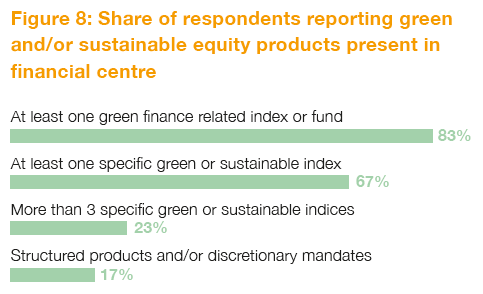 Figure 8: Share of respondents reporting green
and/or sustainable equity products present in
financial centre
At least one green finance related index or fund
83%
At least one specific green or sustainable index
67%
More than 3 specific green or sustainable indices
23%
Structured products and/or discretionary mandates
17%